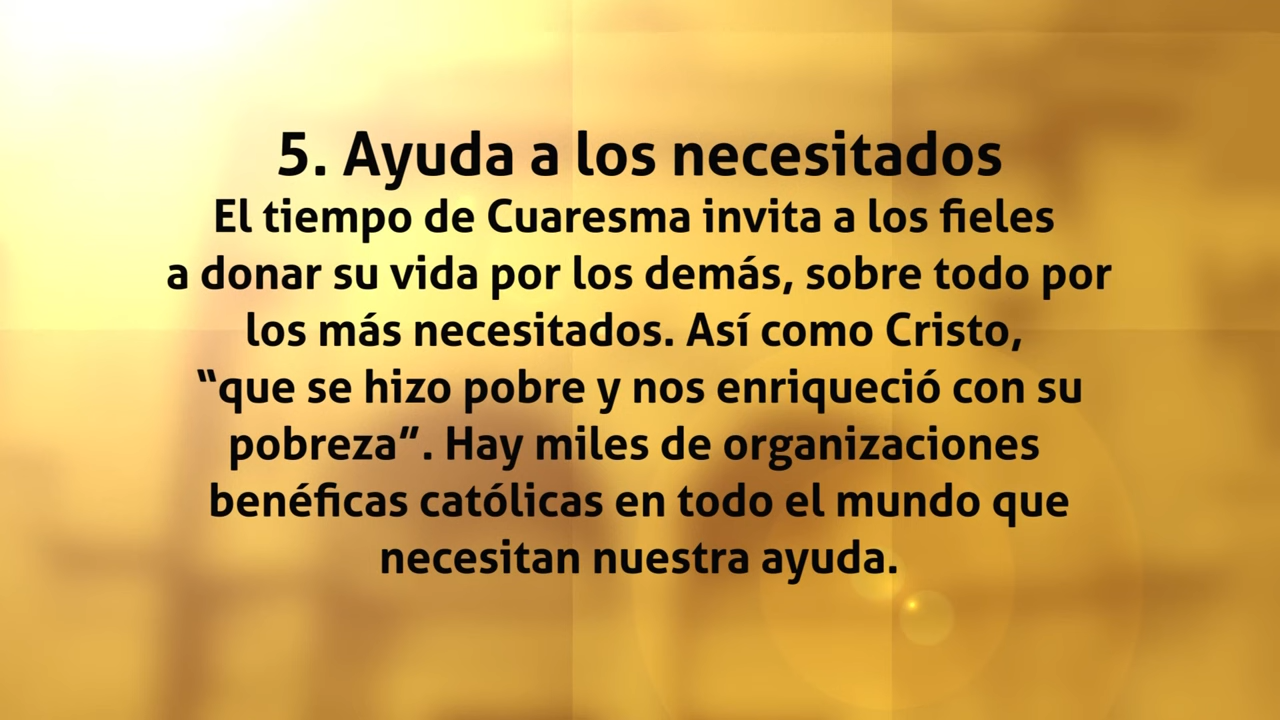 5. Ayuda a los necesitados
El tiempo de Cuaresma invita a los fieles
a donar su vida por los demás, sobre todo por
los más necesitados. Así como Cristo,
“que se hizo pobre y nos enriqueció con su
pobreza”. Hay miles de organizaciones
benéficas católicas en todo el mundo que
necesitan nuestra ayuda.